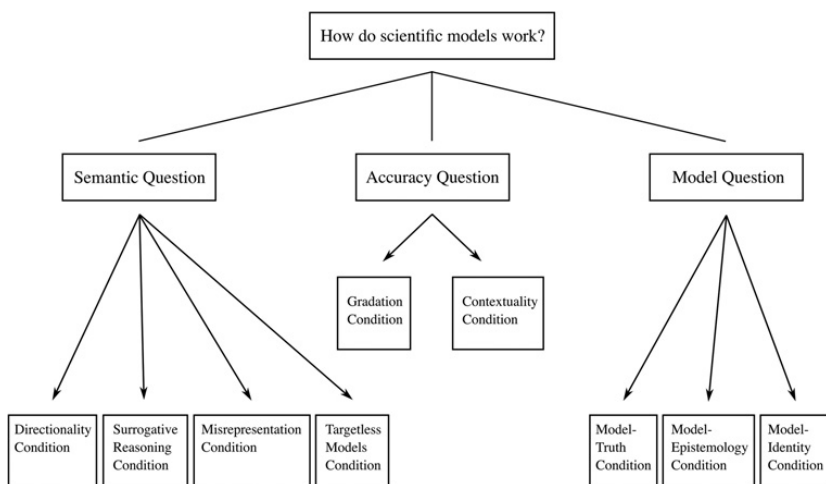 How do scientific models work?
Semantic Question
Accuracy Question
Model Question
Gradation
Condition
Contextuality
Condition
Directionality
Condition
Surrogative
Reasoning
Condition
Misrepresentation
Condition
Targetless
Models
Condition
Model-
Truth
Condition
Model-
Epistemology
Condition
Model-
Identity
Condition